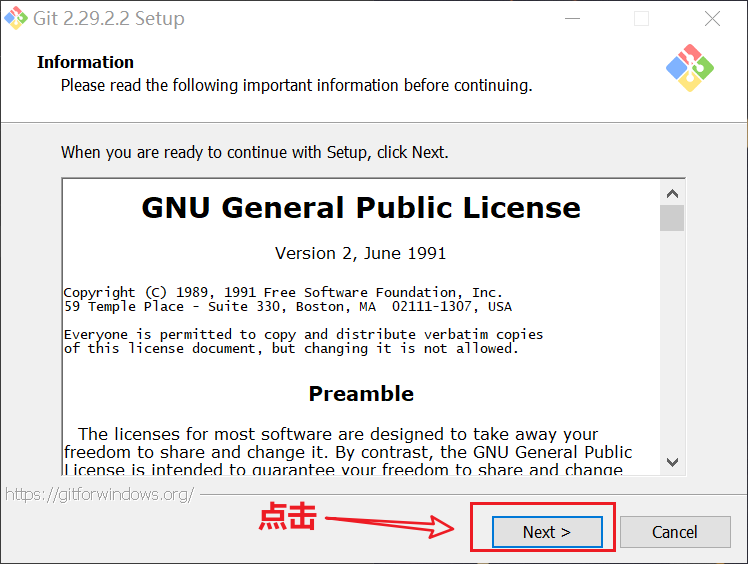 Git 2.29.2.2 Setup
Information
Please read the following important information before continuing.
When you are ready to continue with Setup, click Next.
GNU General Public License
Version 2, June 1991
Copyright (C) 1989, 1991 Free Software Foundation, Inc.
59 Temple Place - Suite 330, Boston, MA  02111-1307, USA
Everyone is permitted to copy and distribute verbatim copies
of this license document, but changing it is not allowed.
Preamble
The licenses for most software are designed to take away your
freedom to share and change it. By contrast, the GNU General Public
License is intended to guarantee your freedom to share and change
https://gitforwindows.org/
点击
Next >
Cancel